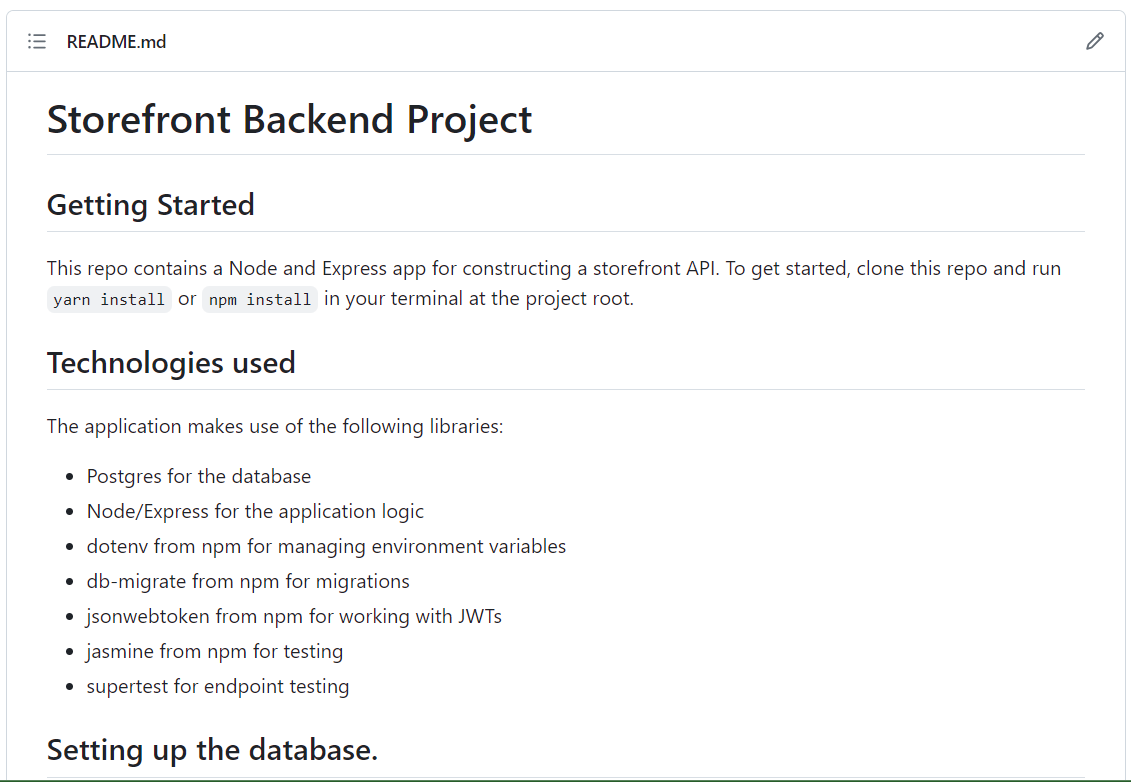 README.md
Storefront Backend Project
Getting Started
This repo contains a Node and Express app for constructing a storefront API. To get started, clone this repo and run
yarn install or npm install in your terminal at the project root.
Technologies used
The application makes use of the following libraries:
Postgres for the database
Node/Express for the application logic
dotenv from npm for managing environment variables
db-migrate from npm for migrations
jsonwebtoken from npm for working with JWTs
jasmine from npm for testing
supertest for endpoint testing
Setting up the database.